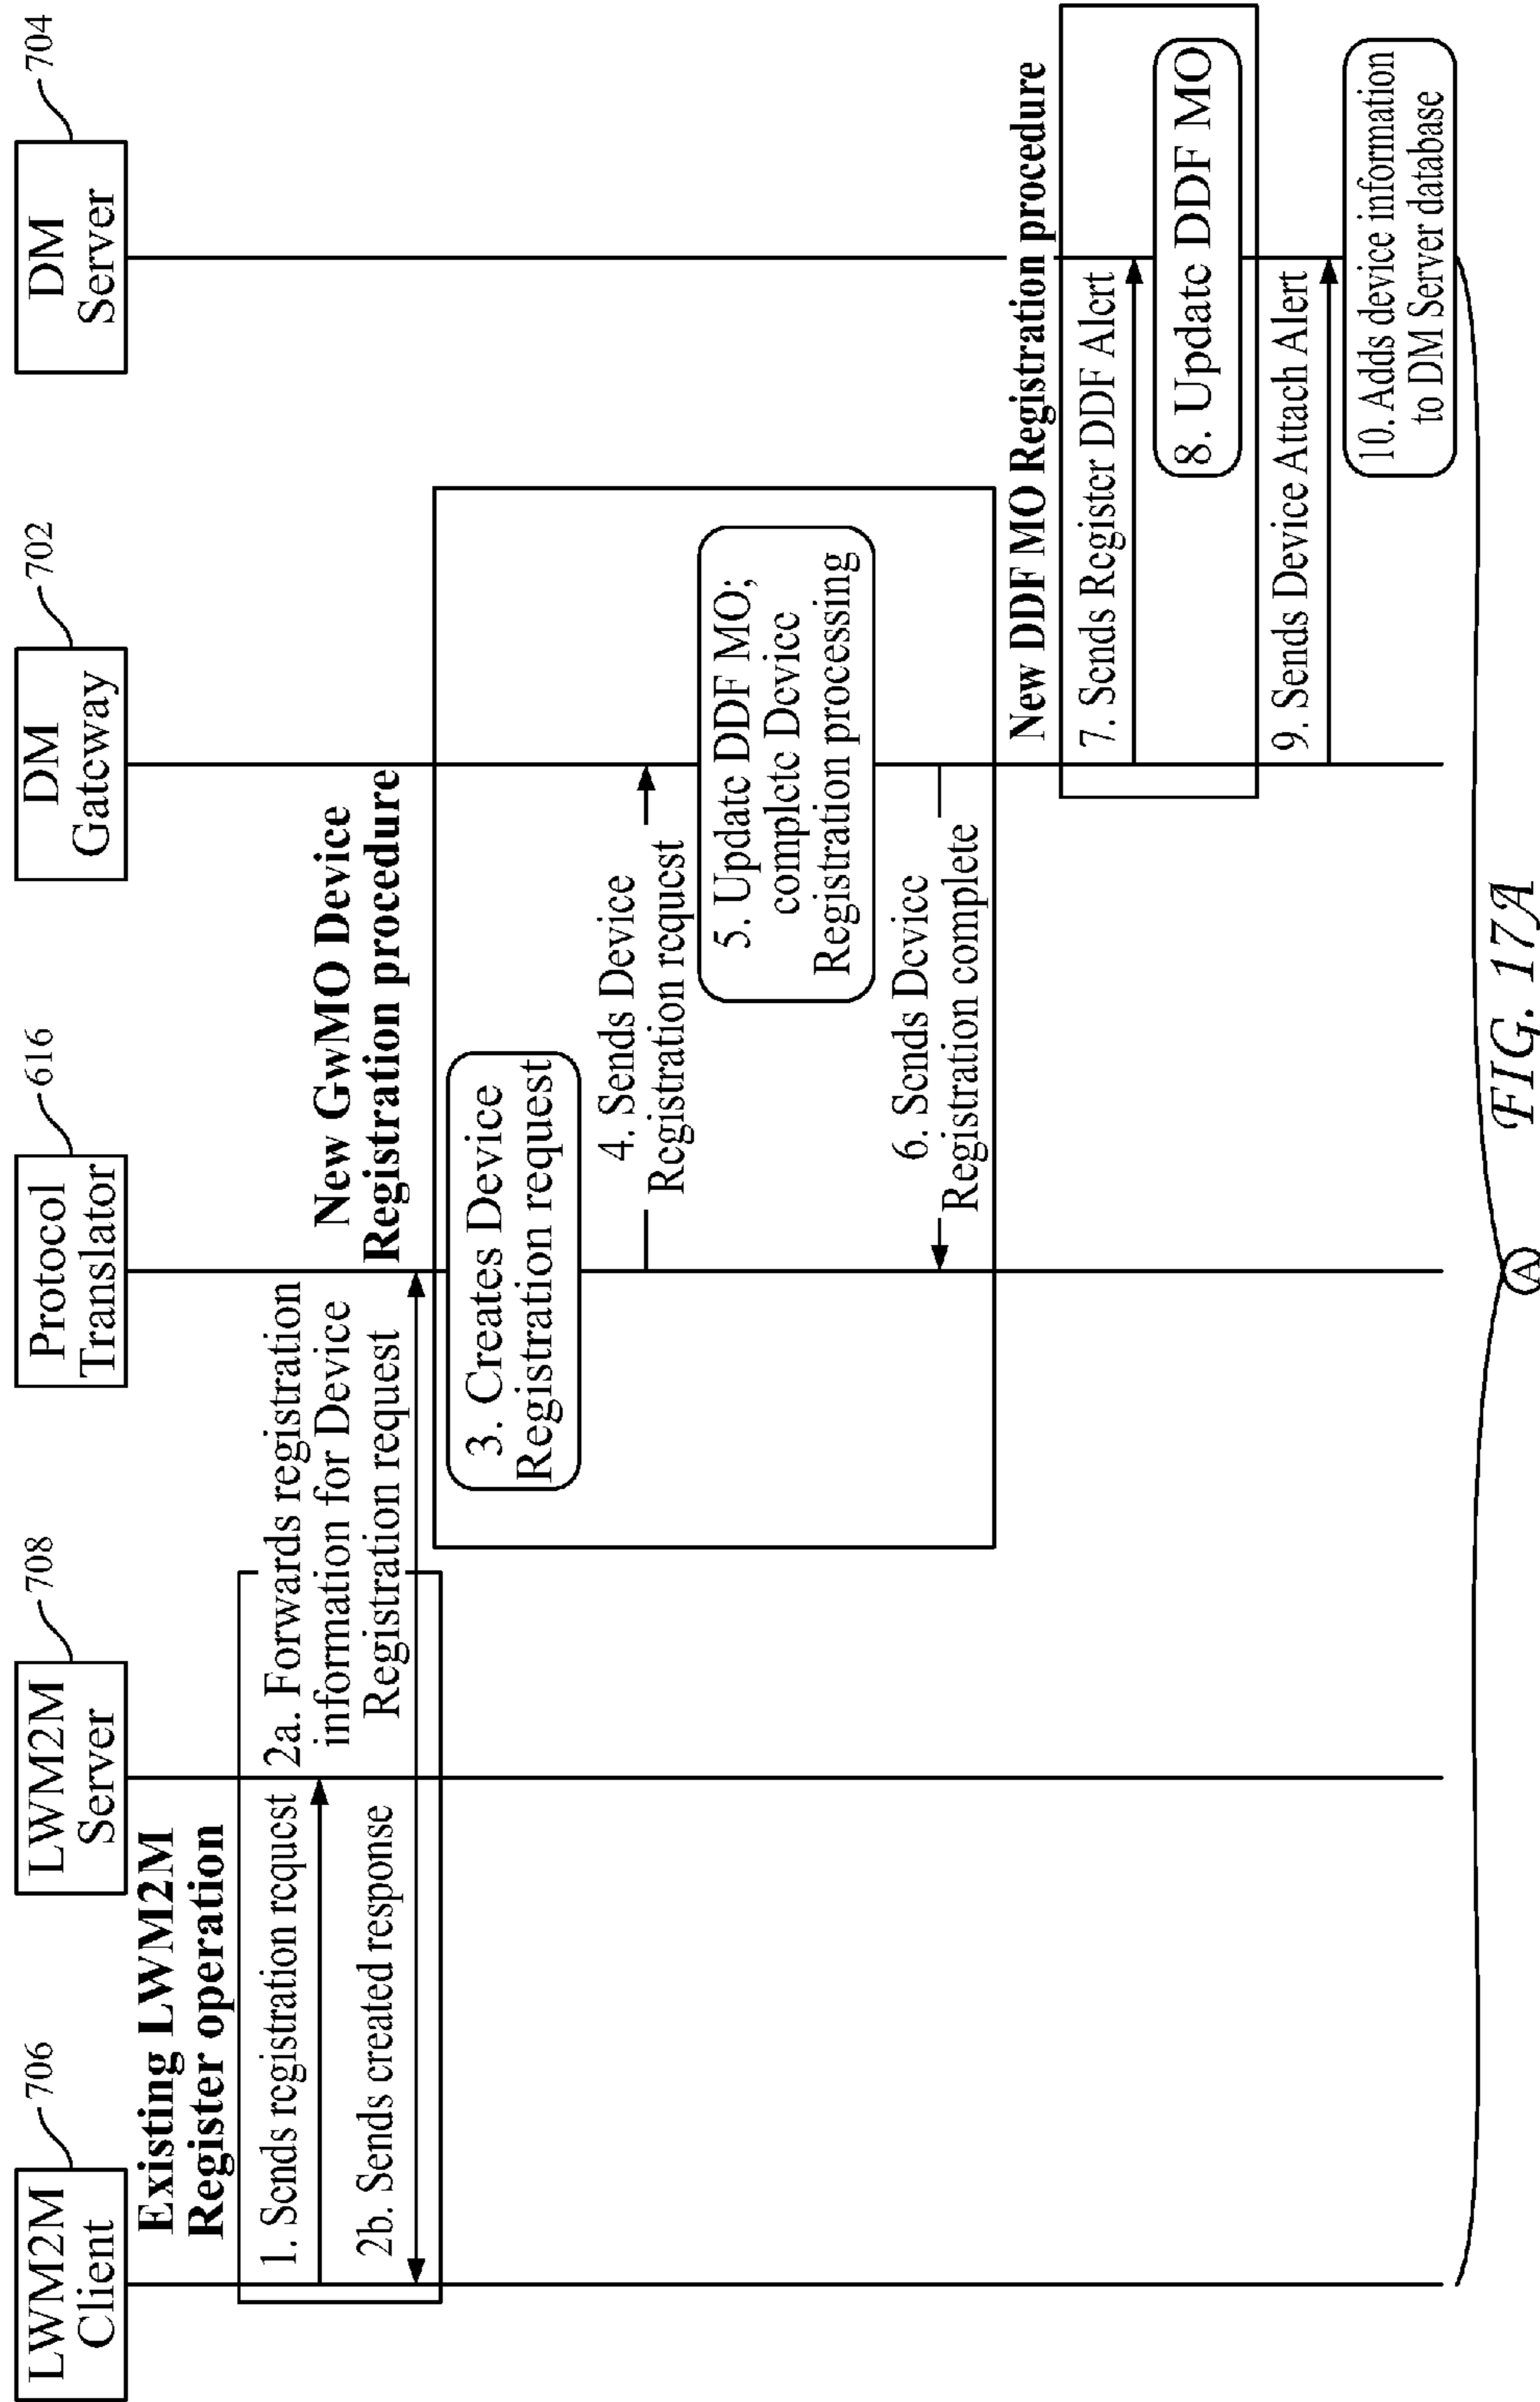 LWM2M
Client
706
LWM2M
Server
708
Protocol
Translator
616
DM
Gateway
702
DM
Server
704
Existing LWM2M
Register operation
1. Sends registration request
2a. Forwards registration
information for Device
Registration request
2b. Sends created response
New GwMO Device
Registration procedure
3. Creates Device
Registration request
4. Sends Device
Registration request
5. Update DDF MO;
complete Device
Registration processing
6. Sends Device
Registration complete
New DDF MO Registration procedure
7. Sends Register DDF Alert
8. Update DDF MO
9. Sends Device Attach Alert
10. Adds device information
to DM Server database
A
FIG. 17A